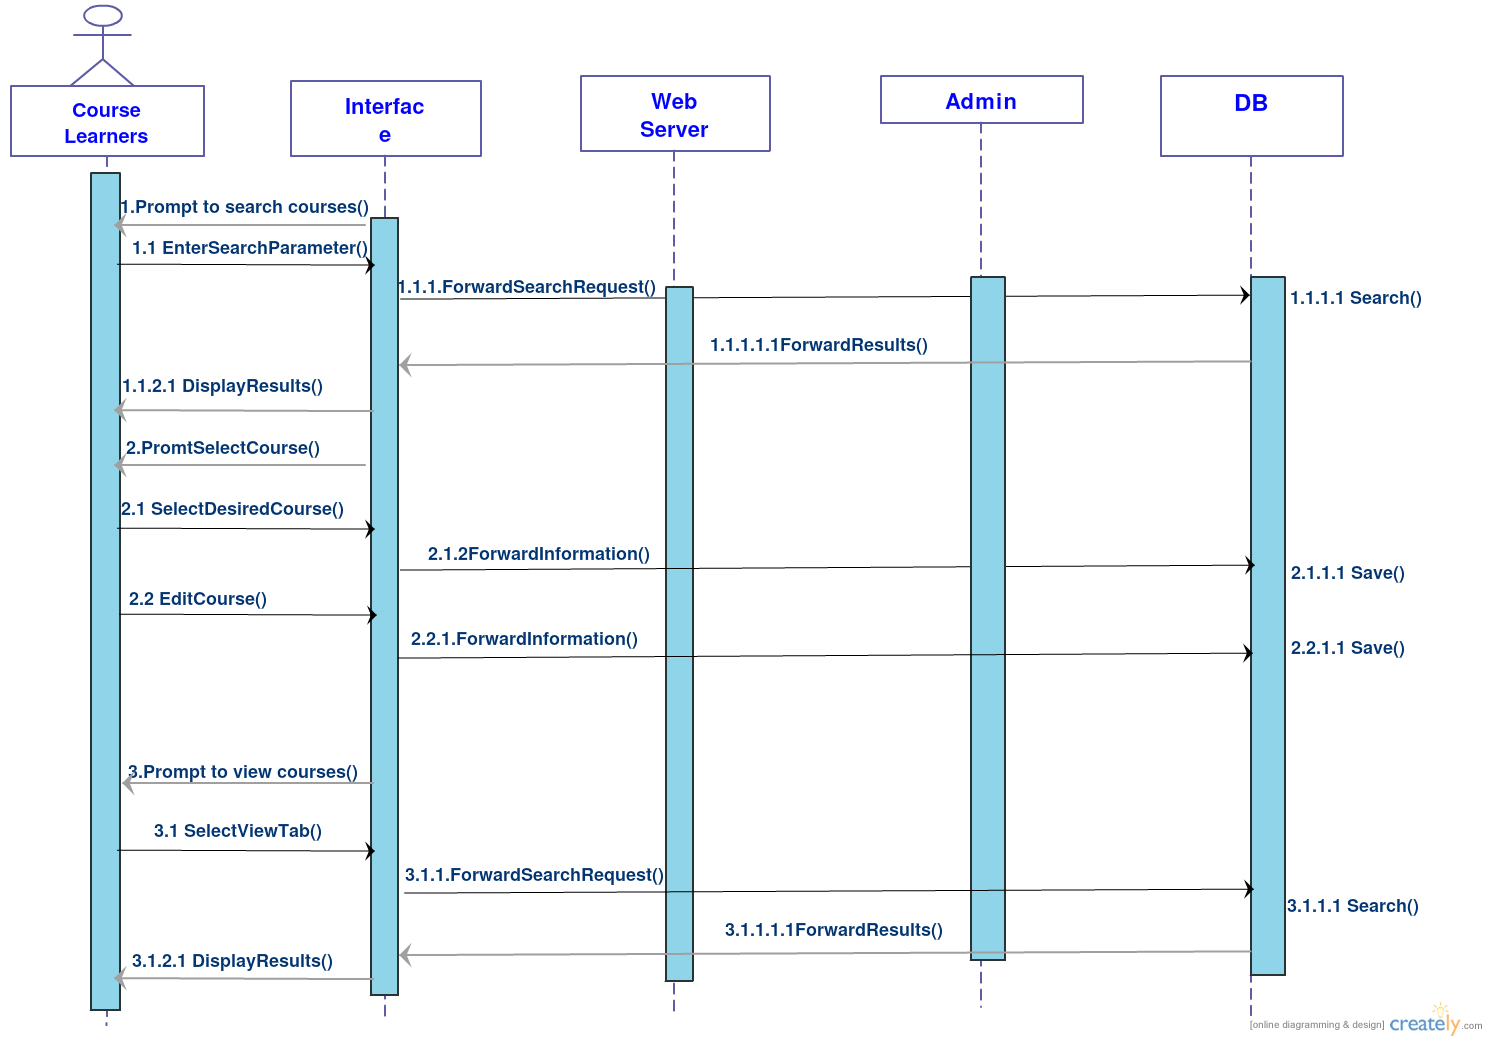 Course
Learners
Interfac
e
Web
Server
Admin
DB
1.Prompt to search courses()
1.1 EnterSearchParameter()
1.1.1.ForwardSearchRequest()
1.1.1.1 Search()
1.1.1.1.1ForwardResults()
1.1.2.1 DisplayResults()
2.PromtSelectCourse()
2.1 SelectDesiredCourse()
2.1.2ForwardInformation()
2.1.1.1 Save()
2.2 EditCourse()
2.2.1.ForwardInformation()
2.2.1.1 Save()
3.Prompt to view courses()
3.1 SelectViewTab()
3.1.1.ForwardSearchRequest()
3.1.1.1 Search()
3.1.1.1.1ForwardResults()
3.1.2.1 DisplayResults()
[online diagramming & design] creately.com